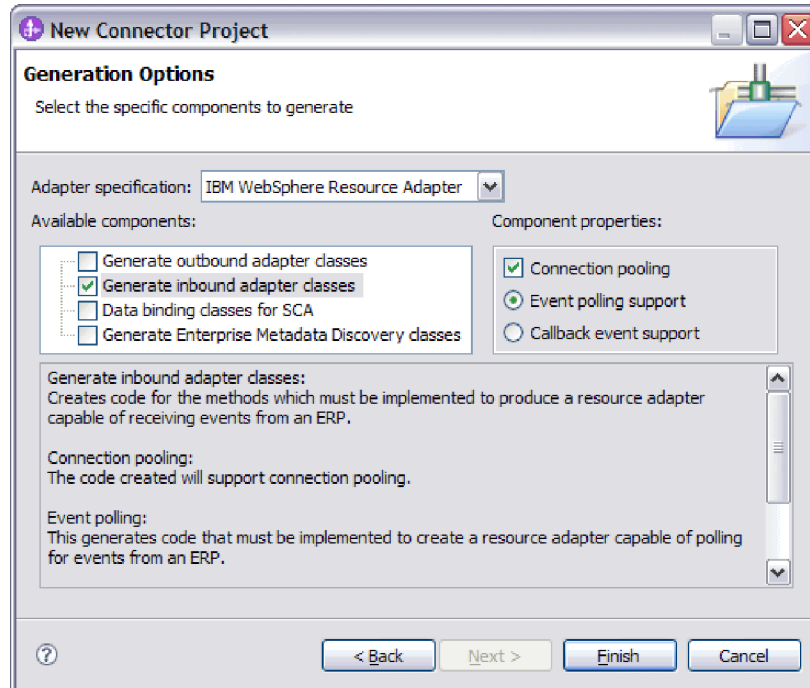 New Connector Project
Generation Options
Select the specific components to generate
Adapter specification: IBM WebSphere Resource Adapter
Available components:
Component properties:
Generate outbound adapter classes
Generate inbound adapter classes
Data binding classes for SCA
Generate Enterprise Metadata Discovery classes
Connection pooling
Event polling support
Callback event support
Generate inbound adapter classes:
Creates code for the methods which must be implemented to produce a resource adapter
capable of receiving events from an ERP.
Connection pooling:
The code created will support connection pooling.
Event polling:
This generates code that must be implemented to create a resource adapter capable of polling
for events from an ERP.
? < Back Next > Finish Cancel